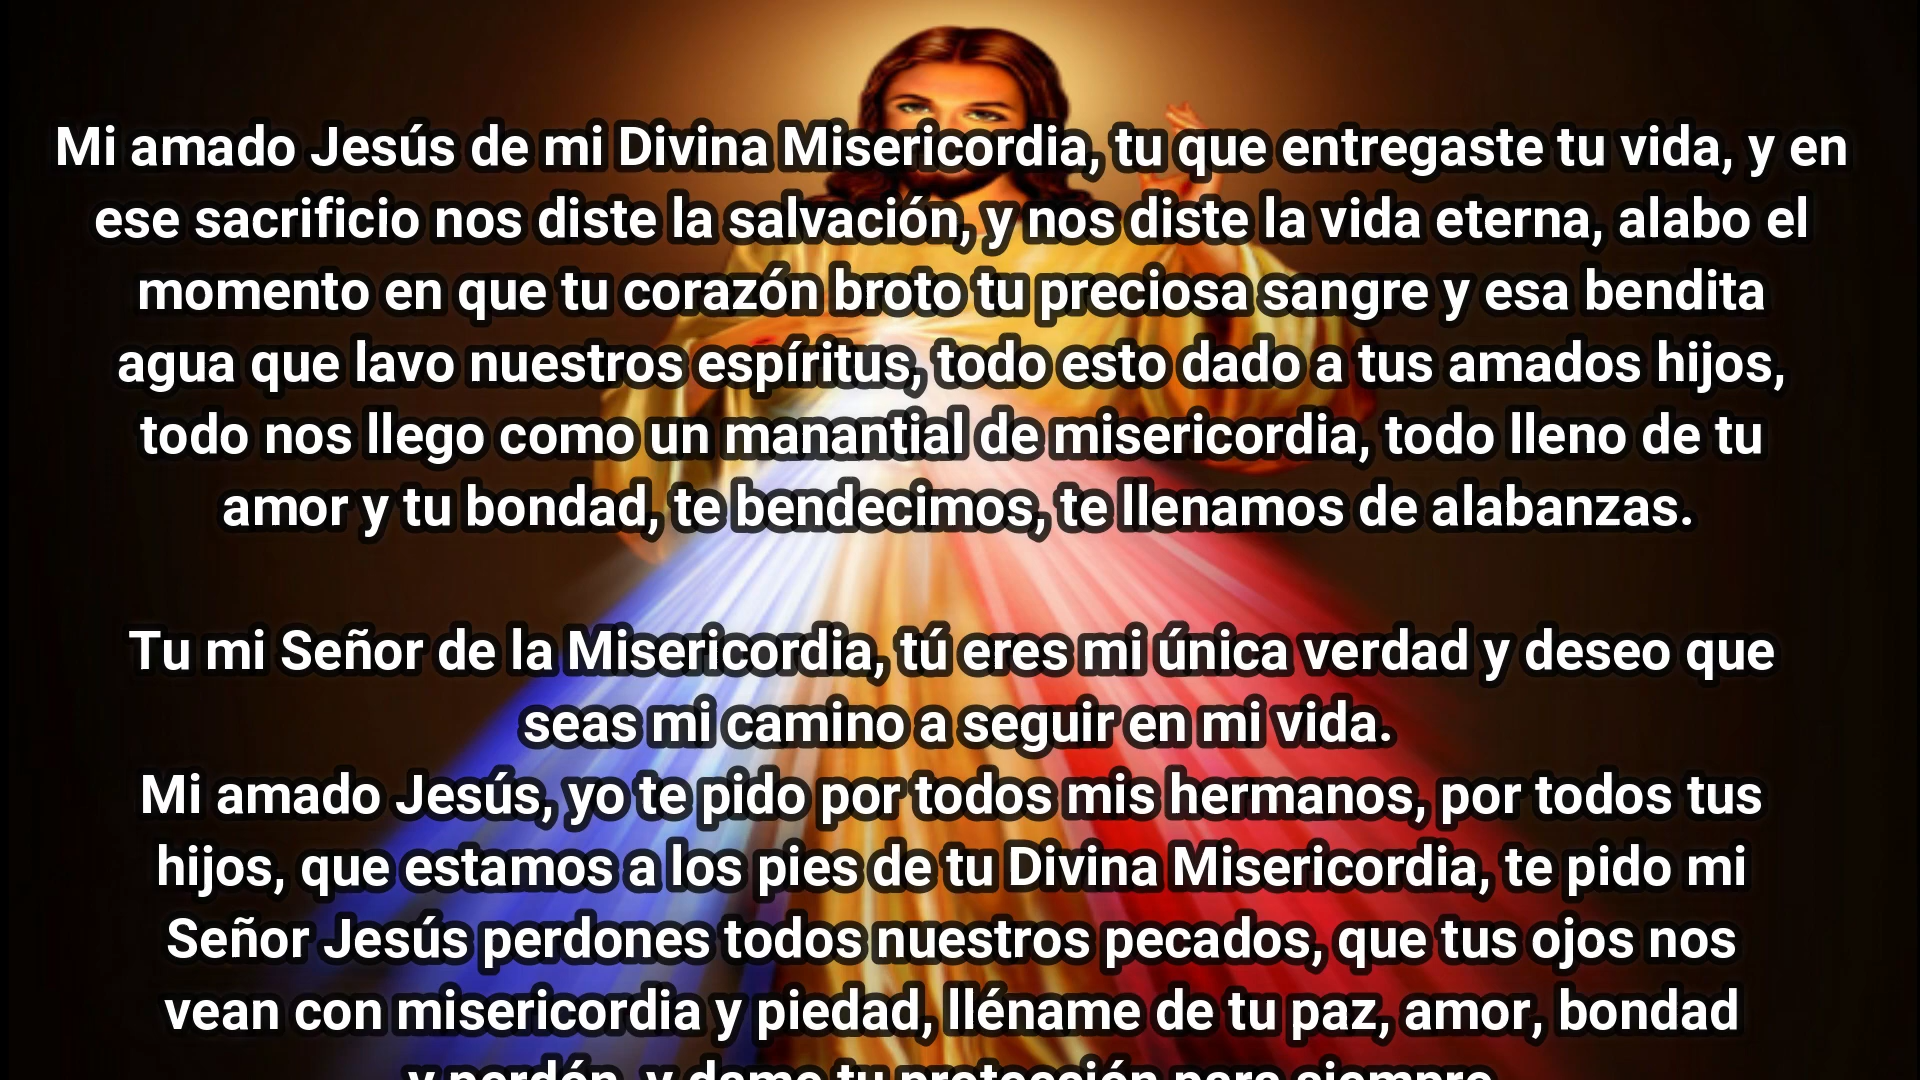 Mi amado Jesús de mi Divina Misericordia, tu que entregaste tu vida, y en
ese sacrificio nos diste la salvación, y nos diste la vida eterna, alabo el
momento en que tu corazón broto tu preciosa sangre y esa bendita
agua que lavo nuestros espíritus, todo esto dado a tus amados hijos,
todo nos llego como un manantial de misericordia, todo lleno de tu
amor y tu bondad, te bendecimos, te llenamos de alabanzas.
Tu mi Señor de la Misericordia, tú eres mi única verdad y deseo que
seas mi camino a seguir en mi vida.
Mi amado Jesús, yo te pido por todos mis hermanos, por todos tus
hijos, que estamos a los pies de tu Divina Misericordia, te pido mi
Señor Jesús perdones todos nuestros pecados, que tus ojos nos
vean con misericordia y piedad, lléname de tu paz, amor, bondad
y perdón, y dame tu protección para siempre